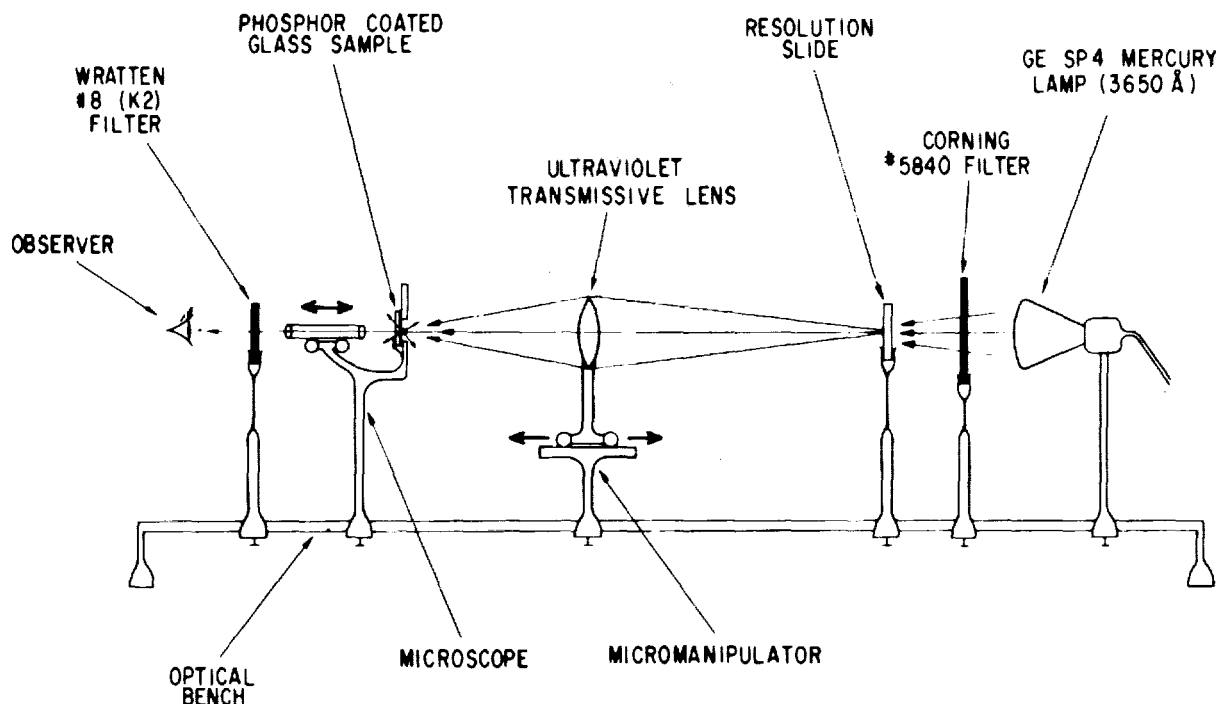 PHOSPHOR COATED
GLASS SAMPLE
RESOLUTION
SLIDE
GE SP4 MERCURY
LAMP (3650 Å)
WRATTEN
#8 (K2)
FILTER
CORNING
#5840 FILTER
ULTRAVIOLET
TRANSMISSIVE LENS
OBSERVER
MICROSCOPE
MICROMANIPULATOR
OPTICAL
BENCH